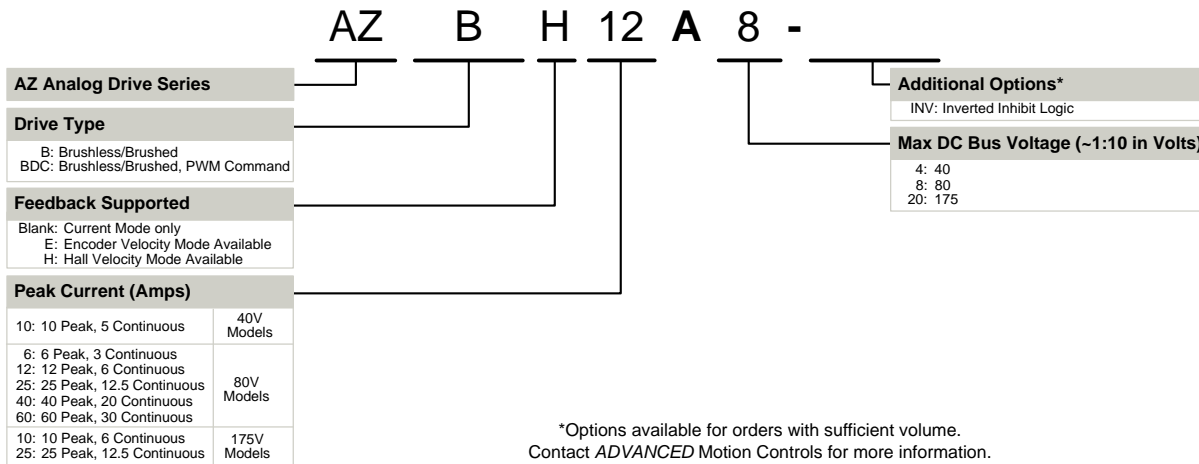 AZ B H 12 A 8 -
AZ Analog Drive Series
Drive Type
B: Brushless/Brushed
BDC: Brushless/Brushed, PWM Command
Feedback Supported
Blank: Current Mode only
E: Encoder Velocity Mode Available
H: Hall Velocity Mode Available
Peak Current (Amps)
10: 10 Peak, 5 Continuous
40V
Models
6: 6 Peak, 3 Continuous
12: 12 Peak, 6 Continuous
25: 25 Peak, 12.5 Continuous
40: 40 Peak, 20 Continuous
60: 60 Peak, 30 Continuous
80V
Models
10: 10 Peak, 6 Continuous
25: 25 Peak, 12.5 Continuous
175V
Models
Additional Options*
INV: Inverted Inhibit Logic
Max DC Bus Voltage (~1:10 in Volts)
4: 40
8: 80
20: 175
*Options available for orders with sufficient volume.
Contact ADVANCED Motion Controls for more information.